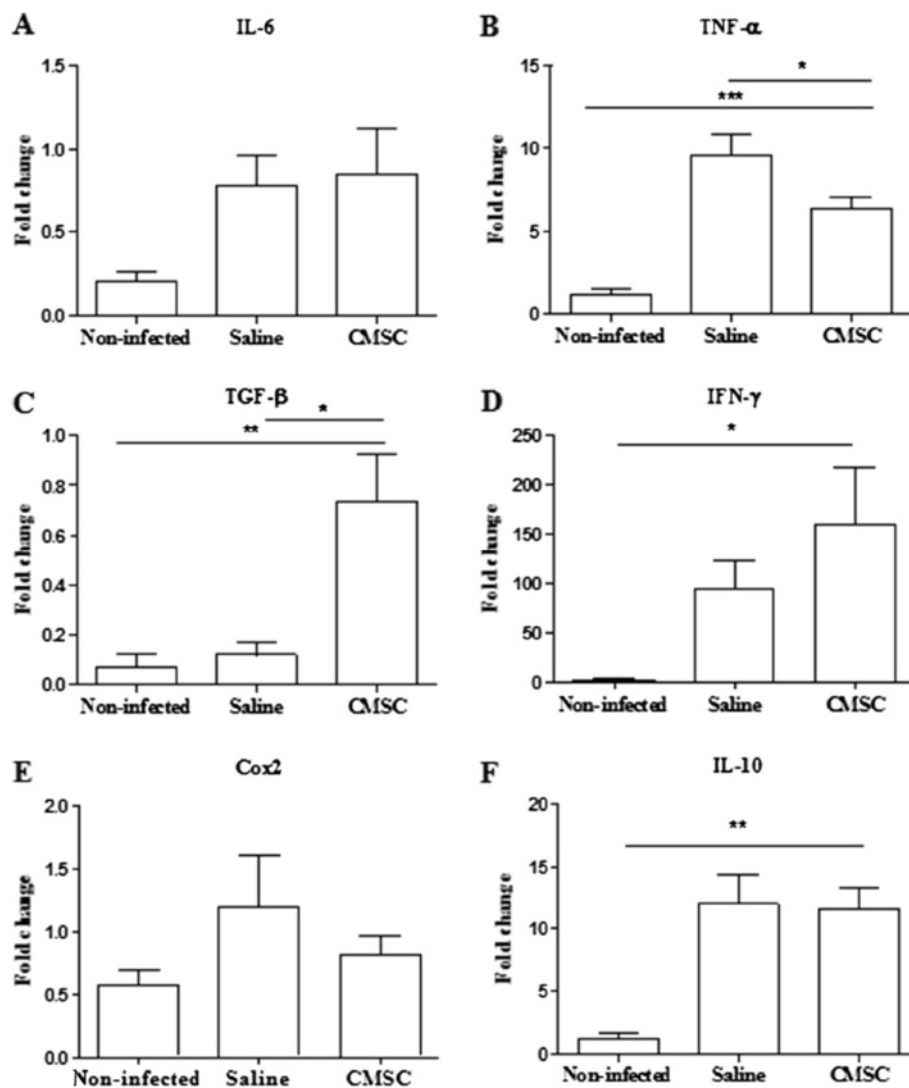 A IL-6
1.5
1.0
0.5
0.0
Fold change
Non-infected Saline CMSC
B TNF-α
15
10
5
0
Fold change
*
***
Non-infected Saline CMSC
C TGF-β
1.0
0.8
0.6
0.4
0.2
0.0
Fold change
*
**
Non-infected Saline CMSC
D IFN-γ
250
200
150
100
50
0
Fold change
*
Non-infected Saline CMSC
E Cox2
2.0
1.5
1.0
0.5
0.0
Fold change
Non-infected Saline CMSC
F IL-10
20
15
10
5
0
Fold change
**
Non-infected Saline CMSC